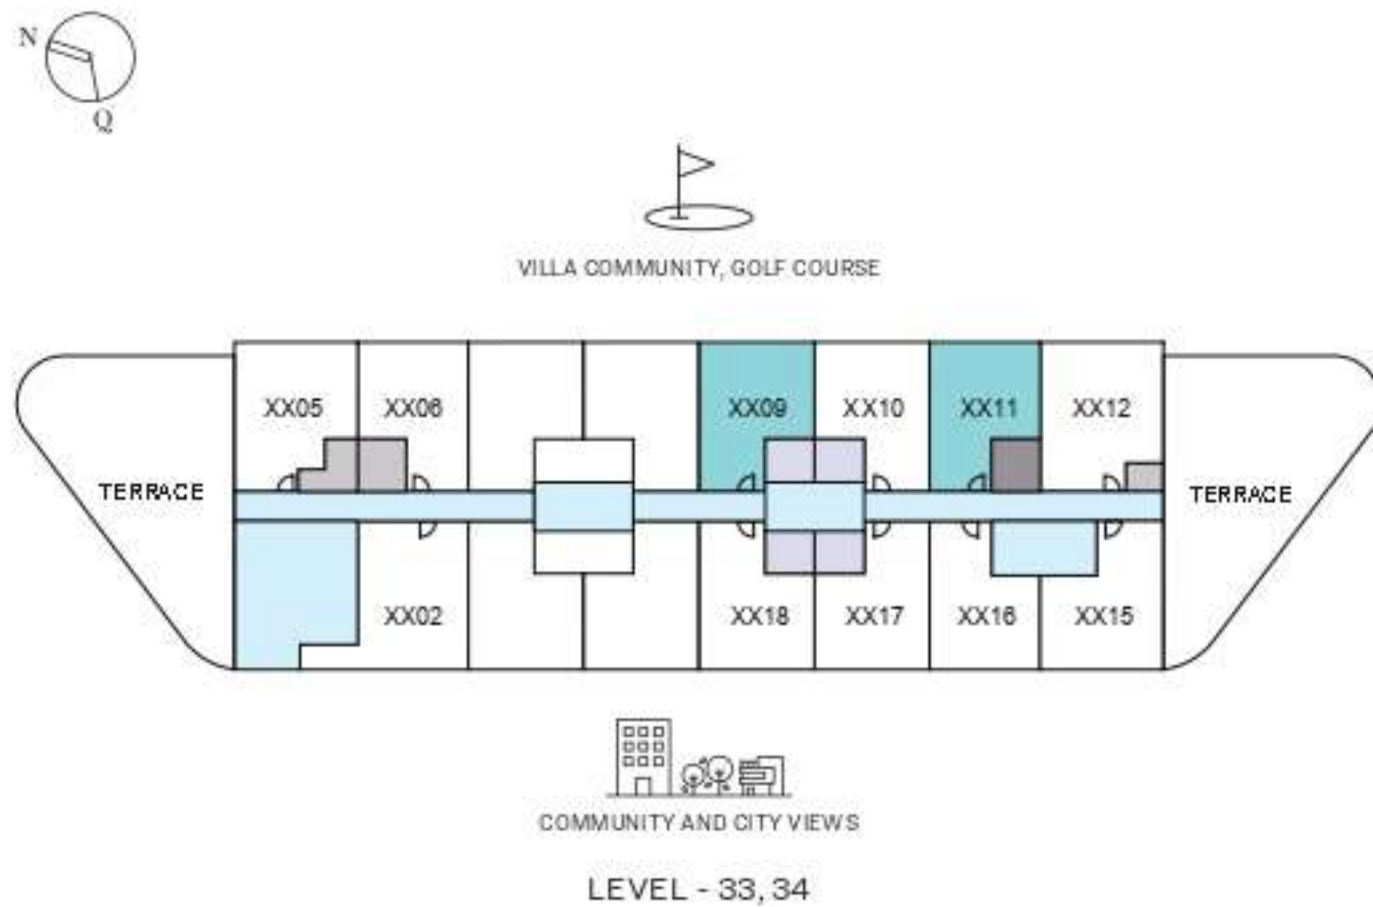 N
Q
VILLA COMMUNITY, GOLF COURSE
XX05 XX06 XX09 XX10 XX11 XX12
TERRACE TERRACE
XX02 XX18 XX17 XX16 XX15
COMMUNITY AND CITY VIEWS
LEVEL - 33, 34